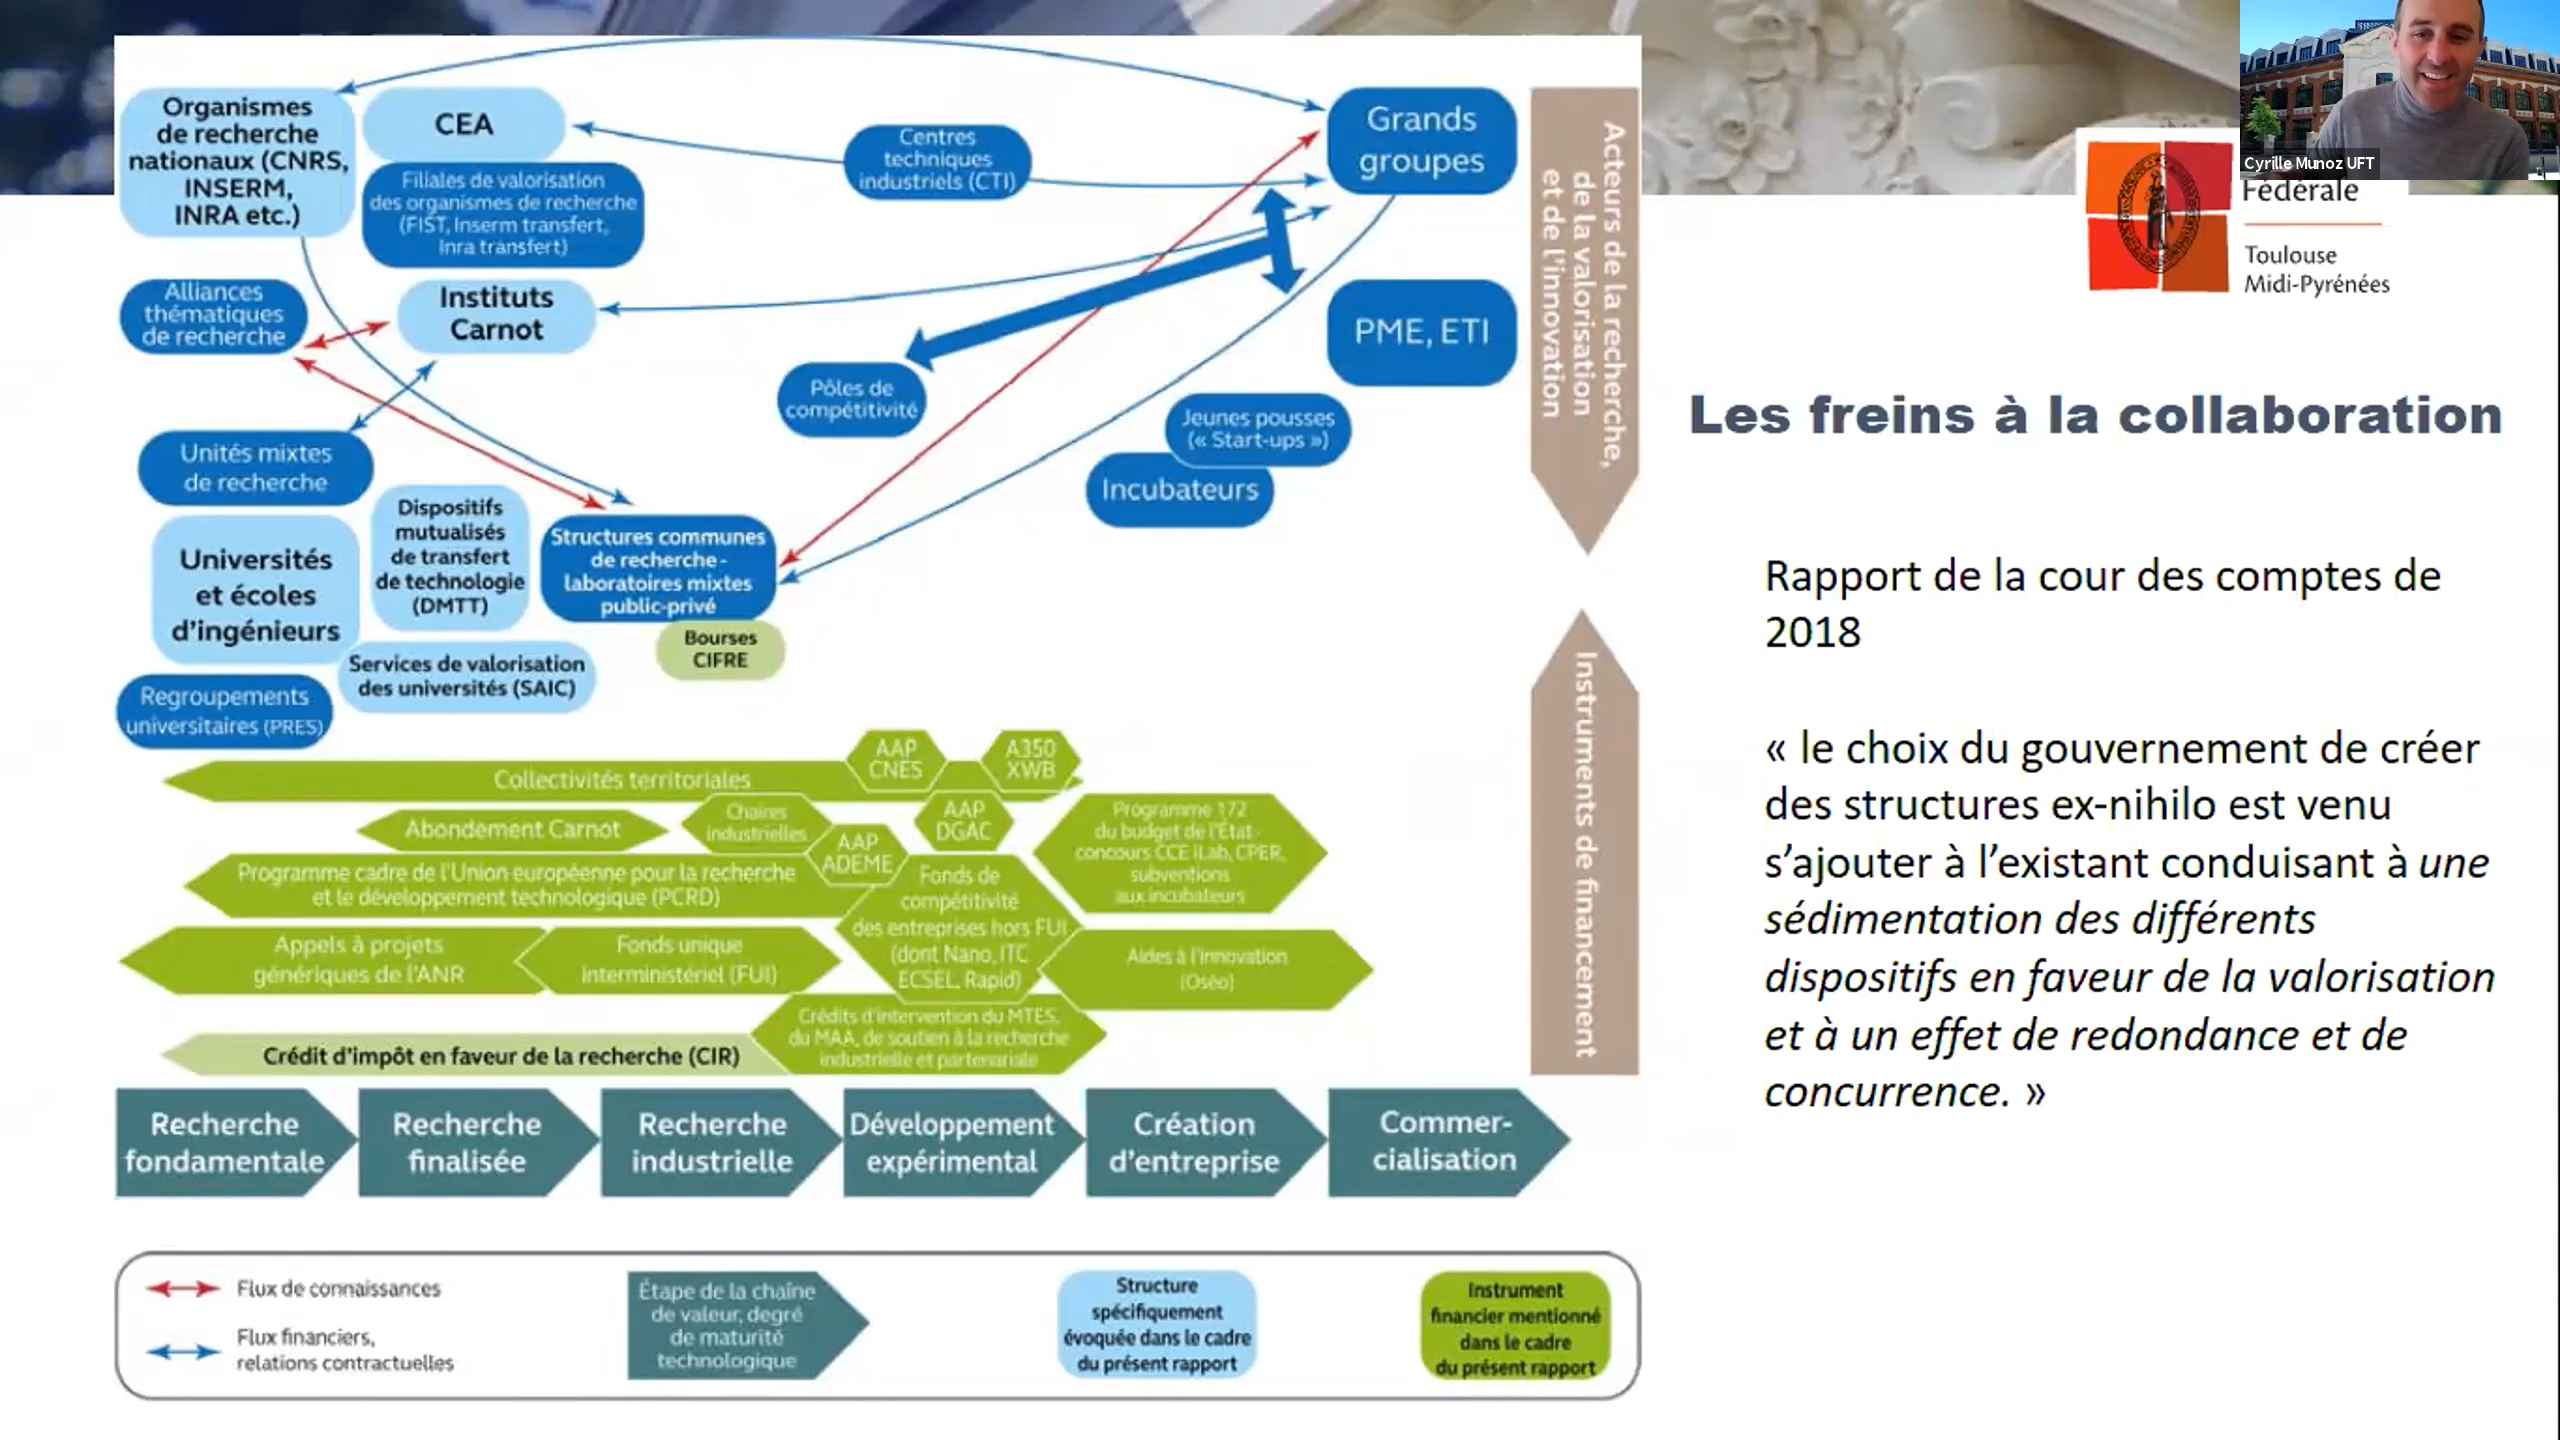 Organismes
de recherche
nationaux (CNRS,
INSERM,
INRA etc.)
CEA
Filiales de valorisation
des organismes de recherche
(FIST, Inserm transfert,
Inra transfert)
Centres
techniques
industriels (CTI)
Grands
groupes
Alliances
thématiques
de recherche
Instituts
Carnot
PME, ETI
Pôles de
compétitivité
Jeunes pousses
(« Start-ups »)
Incubateurs
Unités mixtes
de recherche
Universités
et écoles
d'ingénieurs
Dispositifs
mutualisés
de transfert
de technologie
(DMTT)
Structures communes
de recherche -
laboratoires mixtes
public-privé
Bourses
CIFRE
Services de valorisation
des universités (SAIC)
Regroupements
universitaires (PRES)
Acteurs de la recherche,
de la valorisation
et de l'innovation
Collectivités territoriales
AAP
CNES
A350
XWB
Abondement Carnot
Chaires
industrielles
AAP
ADEME
AAP
DGAC
Programme 172
du budget de l'État -
concours CCE iLab, CPER,
subventions
aux incubateurs
Programme cadre de l'Union européenne pour la recherche
et le développement technologique (PCRD)
Fonds de
compétitivité
des entreprises hors FUI
(dont Nano, ITC
ECSEL, Rapid)
Appels à projets
génériques de l'ANR
Fonds unique
interministériel (FUI)
Aides à l'innovation
(Oséo)
Crédits d'intervention du MTES,
du MAA, de soutien à la recherche
industrielle et partenariale
Crédit d'impôt en faveur de la recherche (CIR)
Instruments de financement
Recherche
fondamentale
Recherche
finalisée
Recherche
industrielle
Développement
expérimental
Création
d'entreprise
Commer-
cialisation
Flux de connaissances
Flux financiers,
relations contractuelles
Étape de la chaîne
de valeur, degré
de maturité
technologique
Structure
spécifiquement
évoquée dans le cadre
du présent rapport
Instrument
financier mentionné
dans le cadre
du présent rapport
Cyrille Munoz UFT
Fédérale
Toulouse
Midi-Pyrénées
Les freins à la collaboration
Rapport de la cour des comptes de
2018
« le choix du gouvernement de créer
des structures ex-nihilo est venu
s'ajouter à l'existant conduisant à une
sédimentation des différents
dispositifs en faveur de la valorisation
et à un effet de redondance et de
concurrence. »